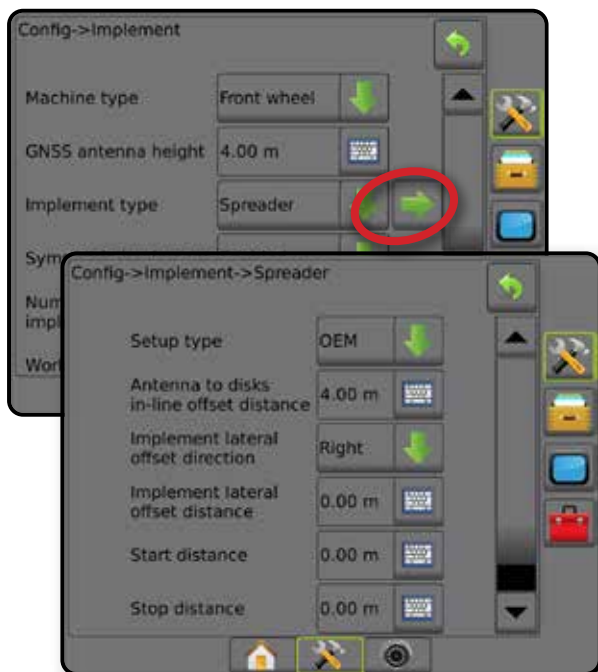 Config->Implement
Machine type Front wheel
GNSS antenna height 4.00 m
Implement type Spreader
Config->Implement->Spreader
Setup type OEM
Antenna to disks
in-line offset distance 4.00 m
Implement lateral
offset direction Right
Implement lateral
offset distance 0.00 m
Start distance 0.00 m
Stop distance 0.00 m